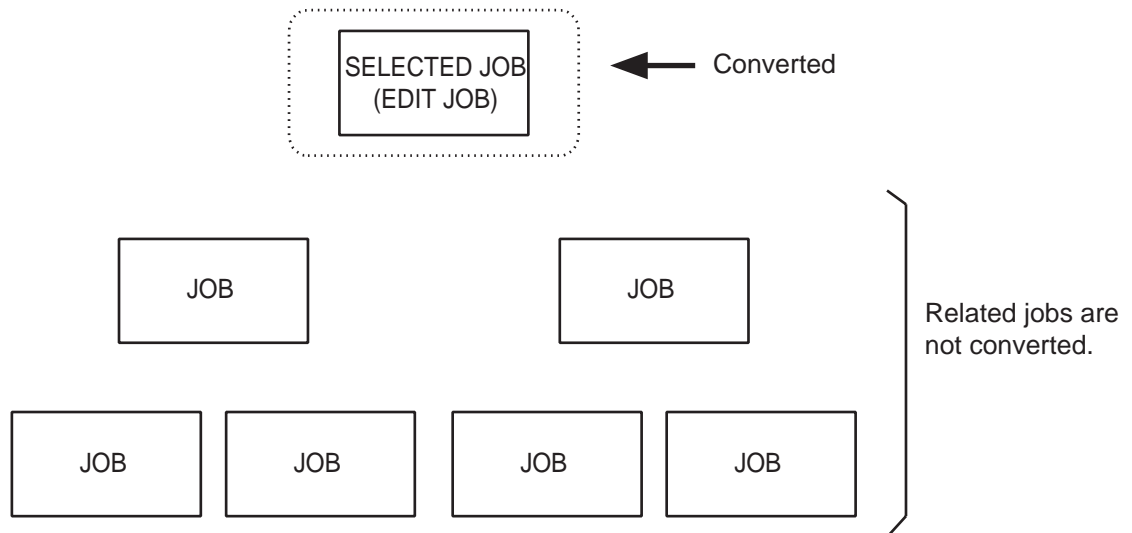 SELECTED JOB
(EDIT JOB)
Converted
JOB
JOB
Related jobs are
not converted.
JOB
JOB
JOB
JOB